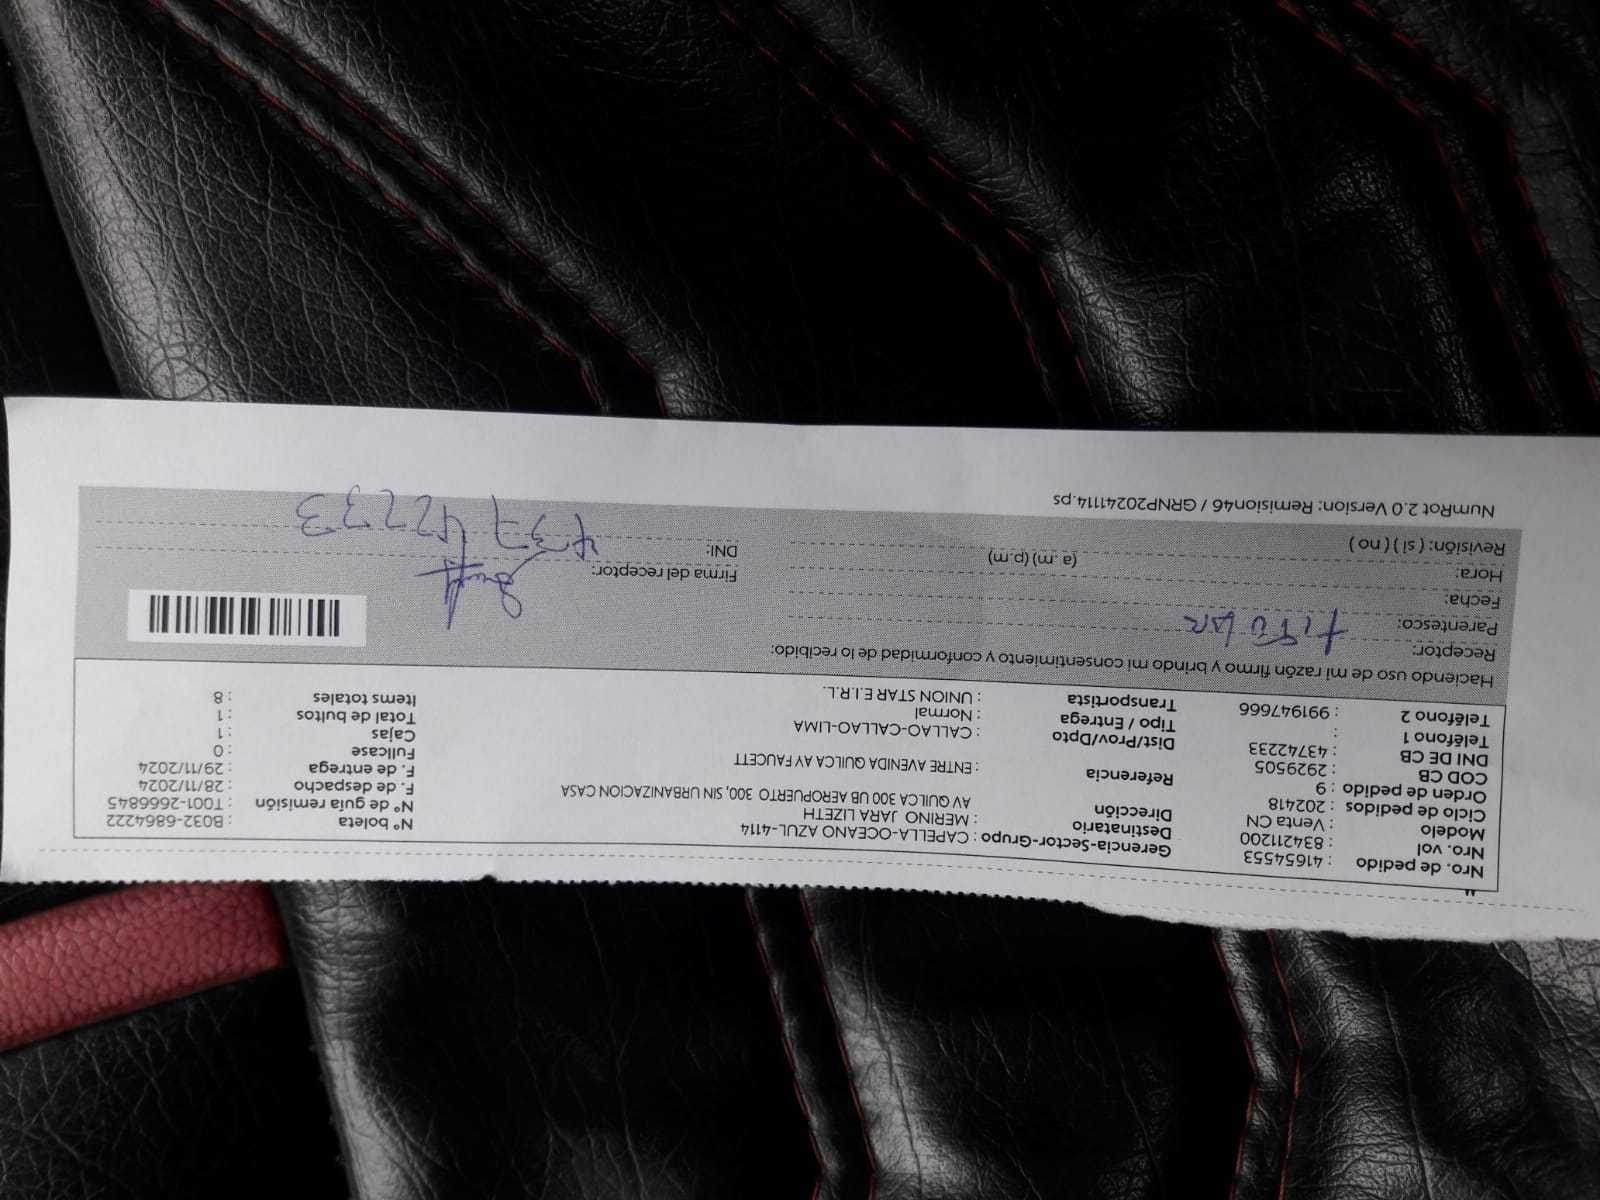 Nro. de pedido : 41654553
Nro. vol : 834211200
Modelo : Venta CN
Ciclo de pedidos : 202418
Orden de pedido : 9
COD CB : 2929505
DNI DE CB : 43742233
Teléfono 1 :
Teléfono 2 : 991947666
Gerencia-Sector-Grupo : CAPELLA-OCEANO AZUL-4114
Destinatario : MERINO JARA LIZETH
Dirección AV QUILCA 300 UB AEROPUERTO 300, SIN URBANIZACION CASA
Referencia : ENTRE AVENIDA QUILCA AY FAUCETT
Dist/Prov/Dpto : CALLAO-CALLAO-LIMA
Tipo / Entrega : Normal
Transportista : UNION STAR E.I.R.L.
N° boleta : B032-6864222
N° de guía remisión : T001-2666845
F. de despacho : 28/11/2024
F. de entrega : 29/11/2024
Fullcase : 0
Cajas : 1
Total de bultos : 1
Items totales : 8
Haciendo uso de mi razón firmo y brindo mi consentimiento y conformidad de lo recibido:
Receptor:
Parentesco: titular
Fecha:
Hora: (a.m) (p.m)
Revisión: ( sI ) ( no )
Firma del receptor:
DNI: 43742233
NumRot 2.0 Version: Remision46 / GRNP20241114.ps